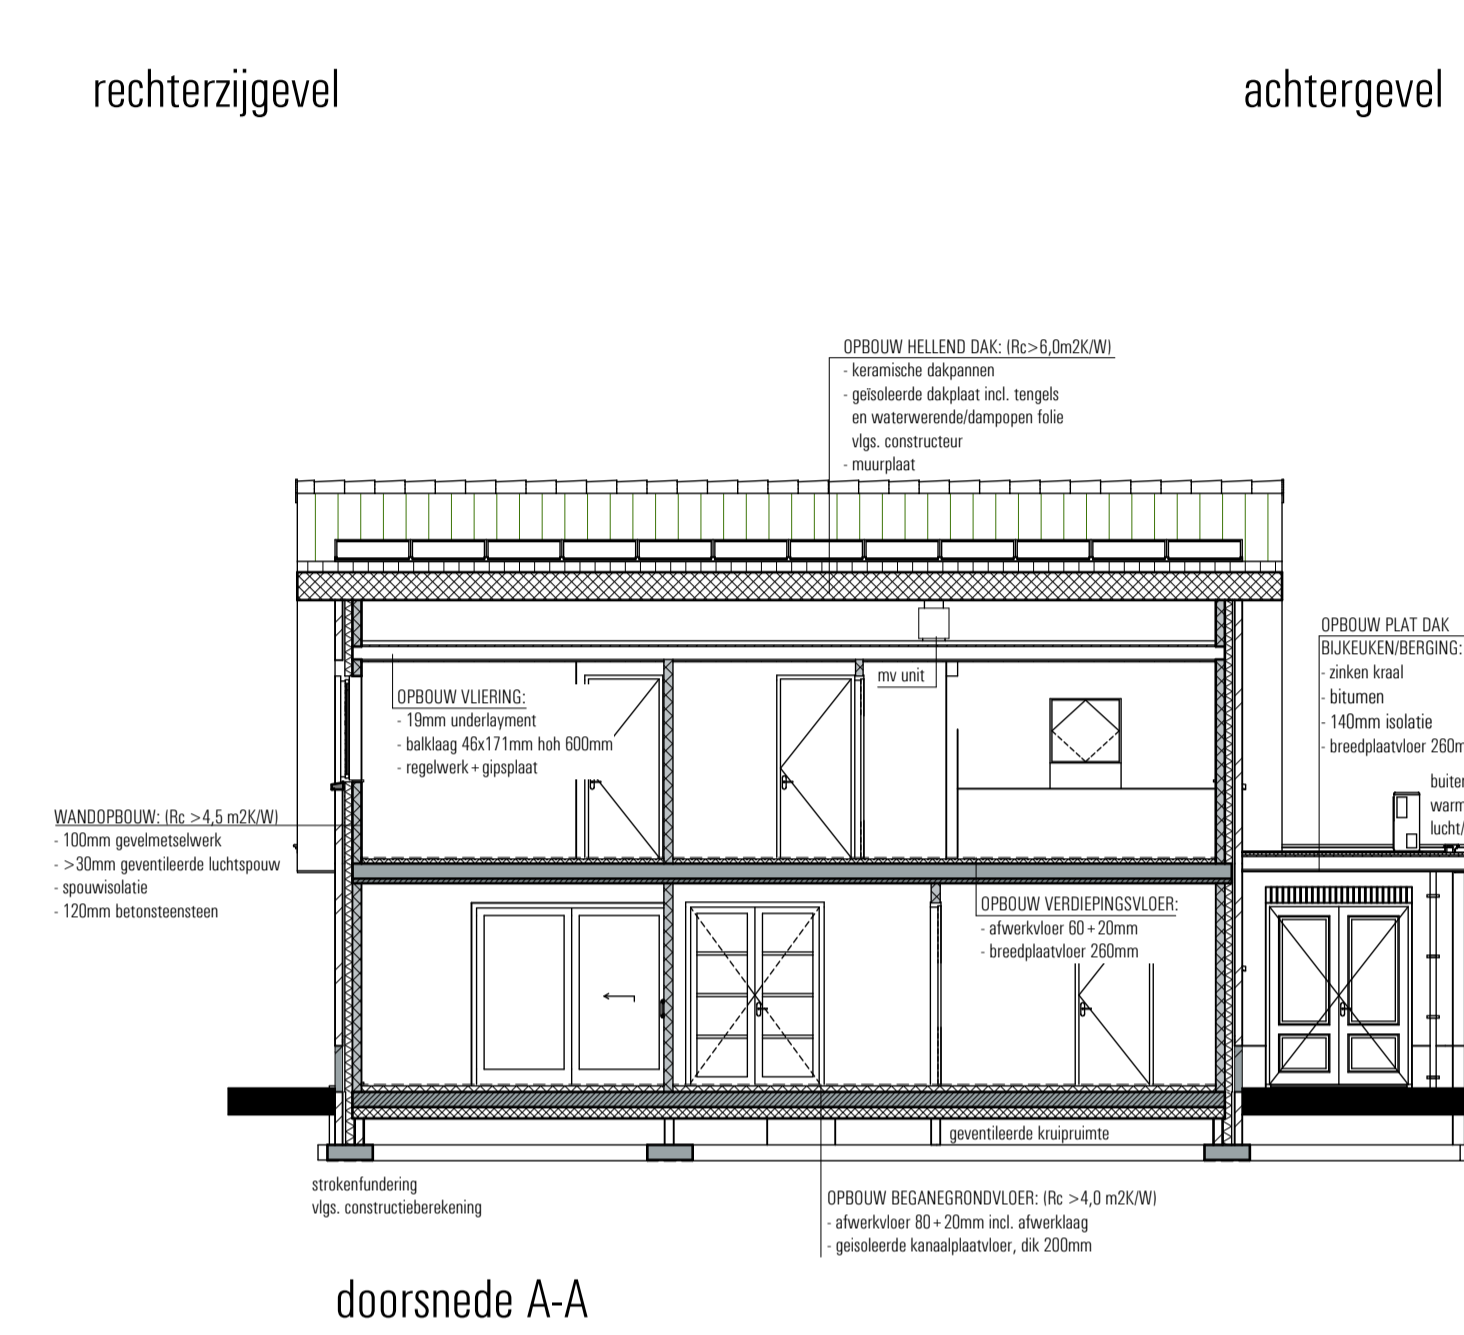 rechterzijgevel
achtergevel
OPBOUW HELLEND DAK: (Rc>6,0m2K/W)
- keramische dakpannen
- geïsoleerde dakplaat incl. tengels
en waterwerende/dampopen folie
vlgs. constructeur
- muurplaat
OPBOUW PLAT DAK
BIJKEUKEN/BERGING:
- zinken kraal
- bitumen
- 140mm isolatie
- breedplaatvloer 260m
buiter
warm
lucht/
mv unit
OPBOUW VLIERING:
- 19mm underlayment
- balklaag 46x171mm hoh 600mm
- regelwerk + gipsplaat
WANDOPBOUW: (Rc >4,5 m2K/W)
- 100mm gevelmetselwerk
- >30mm geventileerde luchtspouw
- spouwisolatie
- 120mm betonsteensteen
OPBOUW VERDIEPINGSVLOER:
- afwerkvloer 60 + 20mm
- breedplaatvloer 260mm
geventileerde kruipruimte
strokenfundering
vlgs. constructieberekening
OPBOUW BEGANEGRONDVLOER: (Rc >4,0 m2K/W)
- afwerkvloer 80 + 20mm incl. afwerklaag
- geisoleerde kanaalplaatvloer, dik 200mm
doorsnede A-A